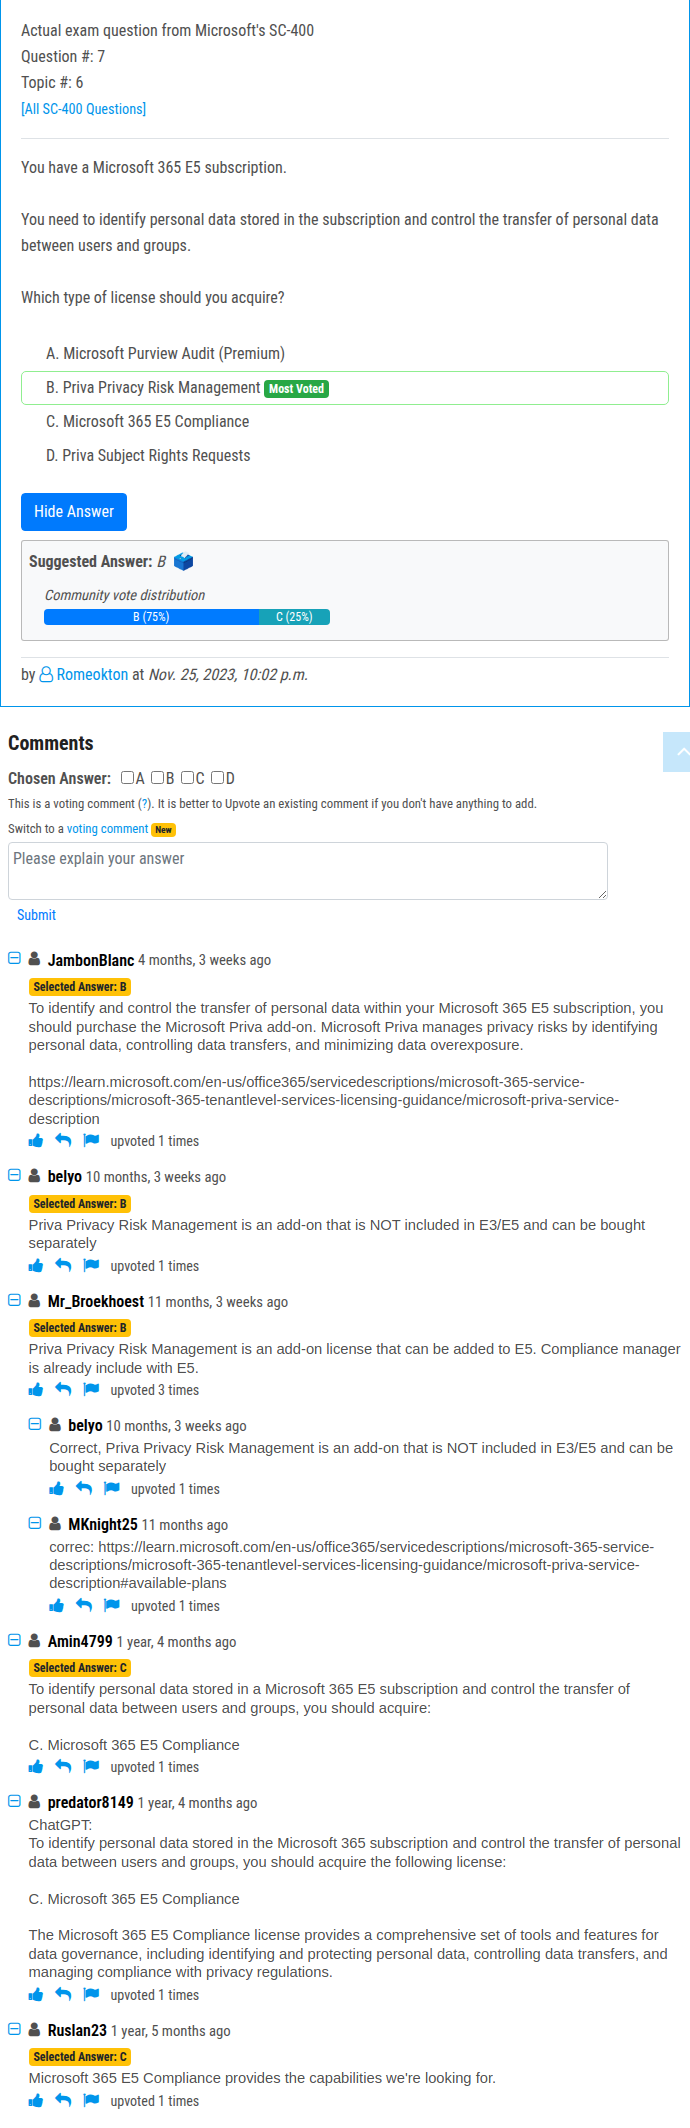 Actual exam question from Microsoft's SC-400
Question #: 7
Topic #: 6
[All SC-400 Questions]
You have a Microsoft 365 E5 subscription.
You need to identify personal data stored in the subscription and control the transfer of personal data
between users and groups.
Which type of license should you acquire?
A. Microsoft Purview Audit (Premium)
B. Priva Privacy Risk Management Most Voted
C. Microsoft 365 E5 Compliance
D. Priva Subject Rights Requests
Hide Answer
Suggested Answer: B
Community vote distribution
B (75%) C (25%)
by Romeokton at Nov. 25, 2023, 10:02 p.m.
Comments
Chosen Answer: A B C D
This is a voting comment (?). It is better to Upvote an existing comment if you don't have anything to add.
Switch to a voting comment New
Please explain your answer
Submit
JambonBlanc 4 months, 3 weeks ago
Selected Answer: B
To identify and control the transfer of personal data within your Microsoft 365 E5 subscription, you
should purchase the Microsoft Priva add-on. Microsoft Priva manages privacy risks by identifying
personal data, controlling data transfers, and minimizing data overexposure.
https://learn.microsoft.com/en-us/office365/servicedescriptions/microsoft-365-service-
descriptions/microsoft-365-tenantlevel-services-licensing-guidance/microsoft-priva-service-
description
upvoted 1 times
belyo 10 months, 3 weeks ago
Selected Answer: B
Priva Privacy Risk Management is an add-on that is NOT included in E3/E5 and can be bought
separately
upvoted 1 times
Mr_Broekhoest 11 months, 3 weeks ago
Selected Answer: B
Priva Privacy Risk Management is an add-on license that can be added to E5. Compliance manager
is already include with E5.
upvoted 3 times
belyo 10 months, 3 weeks ago
Correct, Priva Privacy Risk Management is an add-on that is NOT included in E3/E5 and can be
bought separately
upvoted 1 times
MKnight25 11 months ago
correc: https://learn.microsoft.com/en-us/office365/servicedescriptions/microsoft-365-service-
descriptions/microsoft-365-tenantlevel-services-licensing-guidance/microsoft-priva-service-
description#available-plans
upvoted 1 times
Amin4799 1 year, 4 months ago
Selected Answer: C
To identify personal data stored in a Microsoft 365 E5 subscription and control the transfer of
personal data between users and groups, you should acquire:
C. Microsoft 365 E5 Compliance
upvoted 1 times
predator8149 1 year, 4 months ago
ChatGPT:
To identify personal data stored in the Microsoft 365 subscription and control the transfer of personal
data between users and groups, you should acquire the following license:
C. Microsoft 365 E5 Compliance
The Microsoft 365 E5 Compliance license provides a comprehensive set of tools and features for
data governance, including identifying and protecting personal data, controlling data transfers, and
managing compliance with privacy regulations.
upvoted 1 times
Ruslan23 1 year, 5 months ago
Selected Answer: C
Microsoft 365 E5 Compliance provides the capabilities we're looking for.
upvoted 1 times